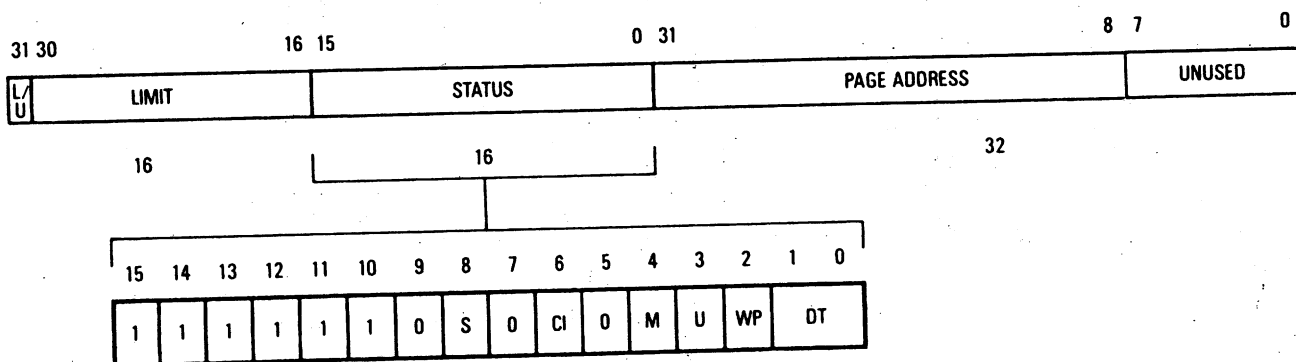 31 30 16 15 0 31 8 7 0
L/U LIMIT STATUS PAGE ADDRESS UNUSED
16 16 32
15 14 13 12 11 10 9 8 7 6 5 4 3 2 1 0
1 1 1 1 1 1 0 S 0 CI 0 M U WP DT